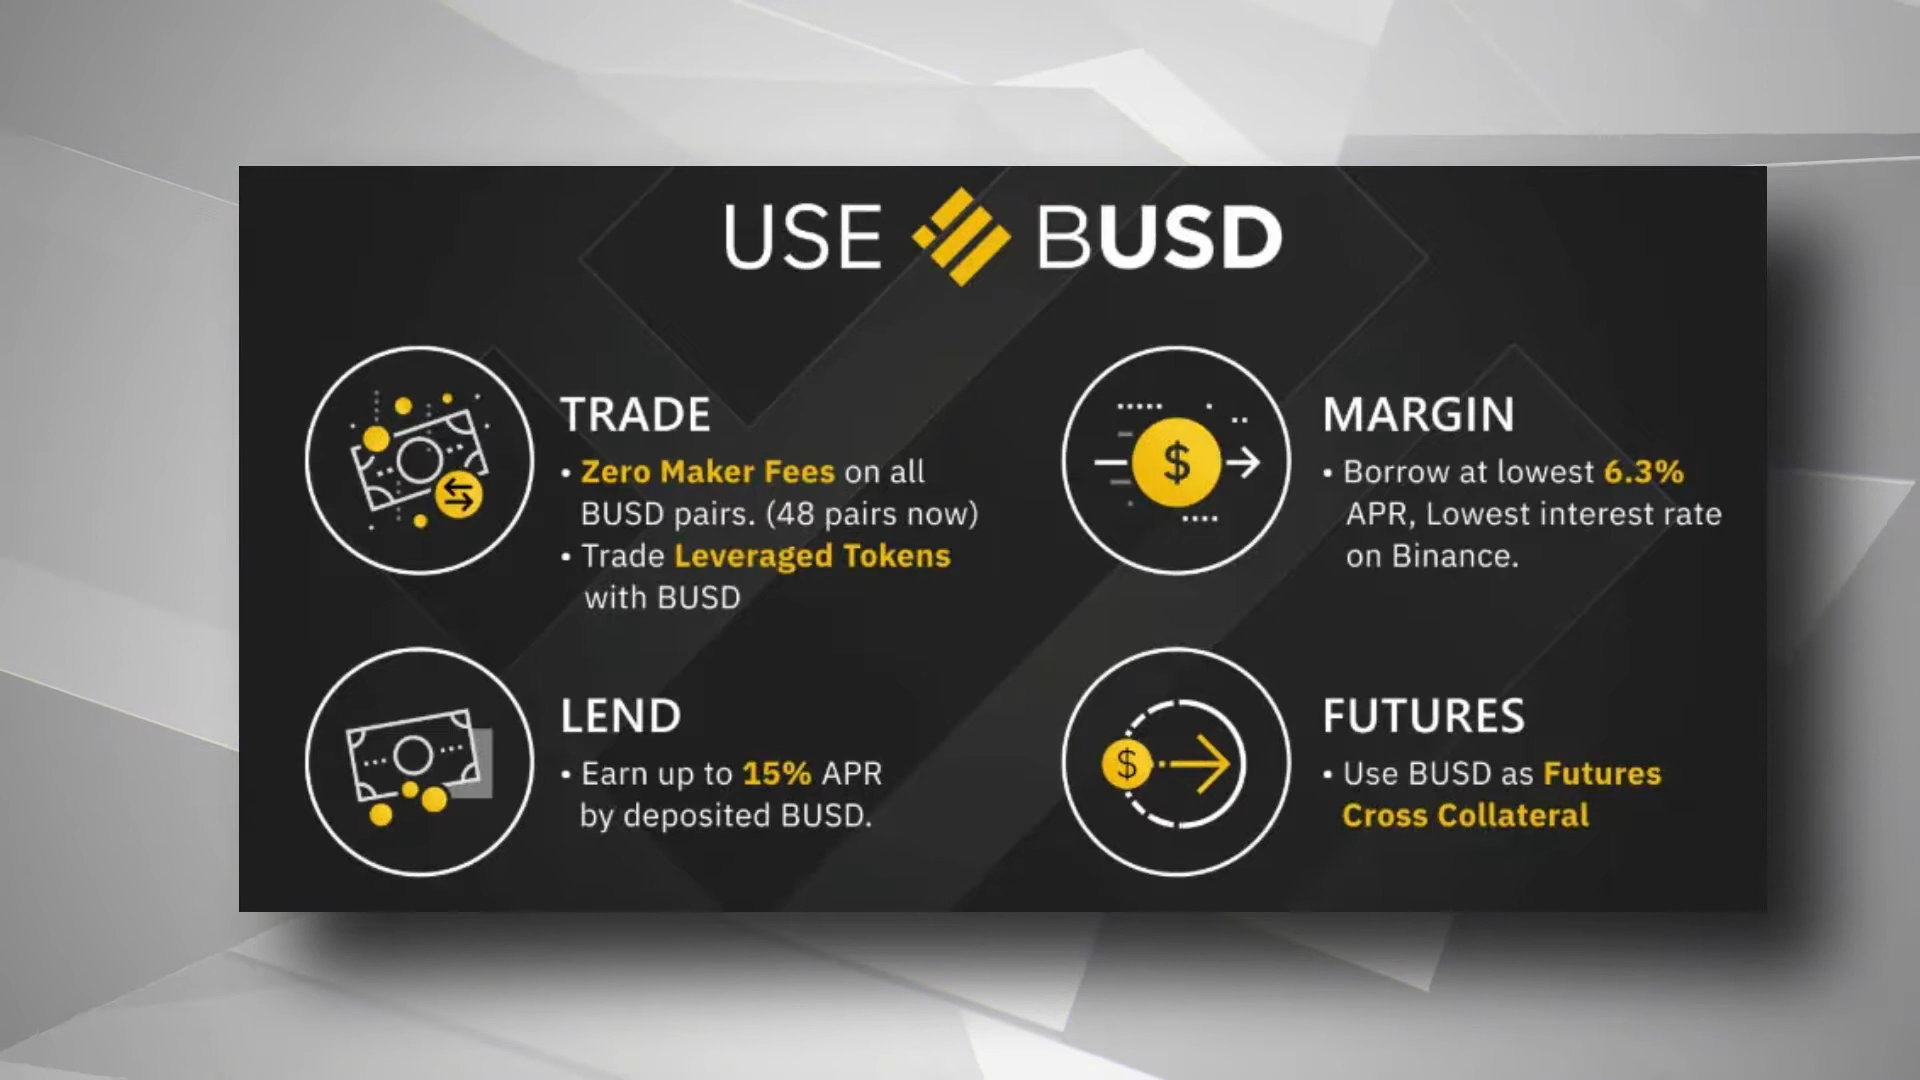 USE BUSD
TRADE
• Zero Maker Fees on all
BUSD pairs. (48 pairs now)
• Trade Leveraged Tokens
with BUSD
MARGIN
• Borrow at lowest 6.3%
APR, Lowest interest rate
on Binance.
LEND
• Earn up to 15% APR
by deposited BUSD.
FUTURES
• Use BUSD as Futures
Cross Collateral